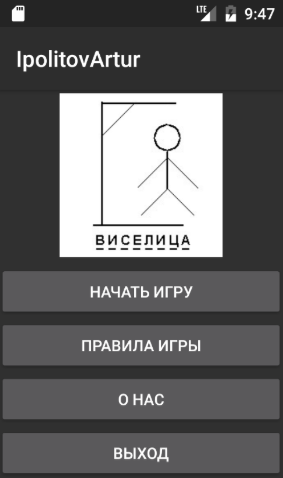 LTE 9:47
IpolitovArtur
ВИСЕЛИЦА
НАЧАТЬ ИГРУ
ПРАВИЛА ИГРЫ
О НАС
ВЫХОД